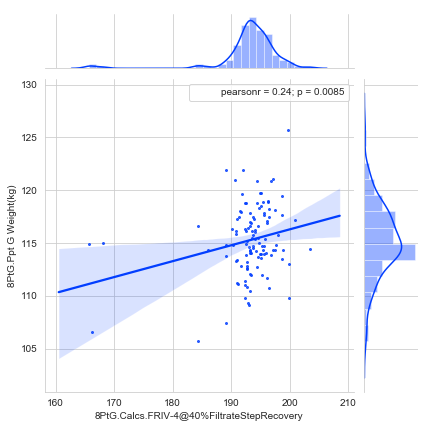 130
pearsonr = 0.24; p = 0.0085
125
120
115
110
105
8PtG.Ppt G Weight(kg)
160 170 180 190 200 210
8PtG.Calcs.FRIV-4@40%FiltrateStepRecovery